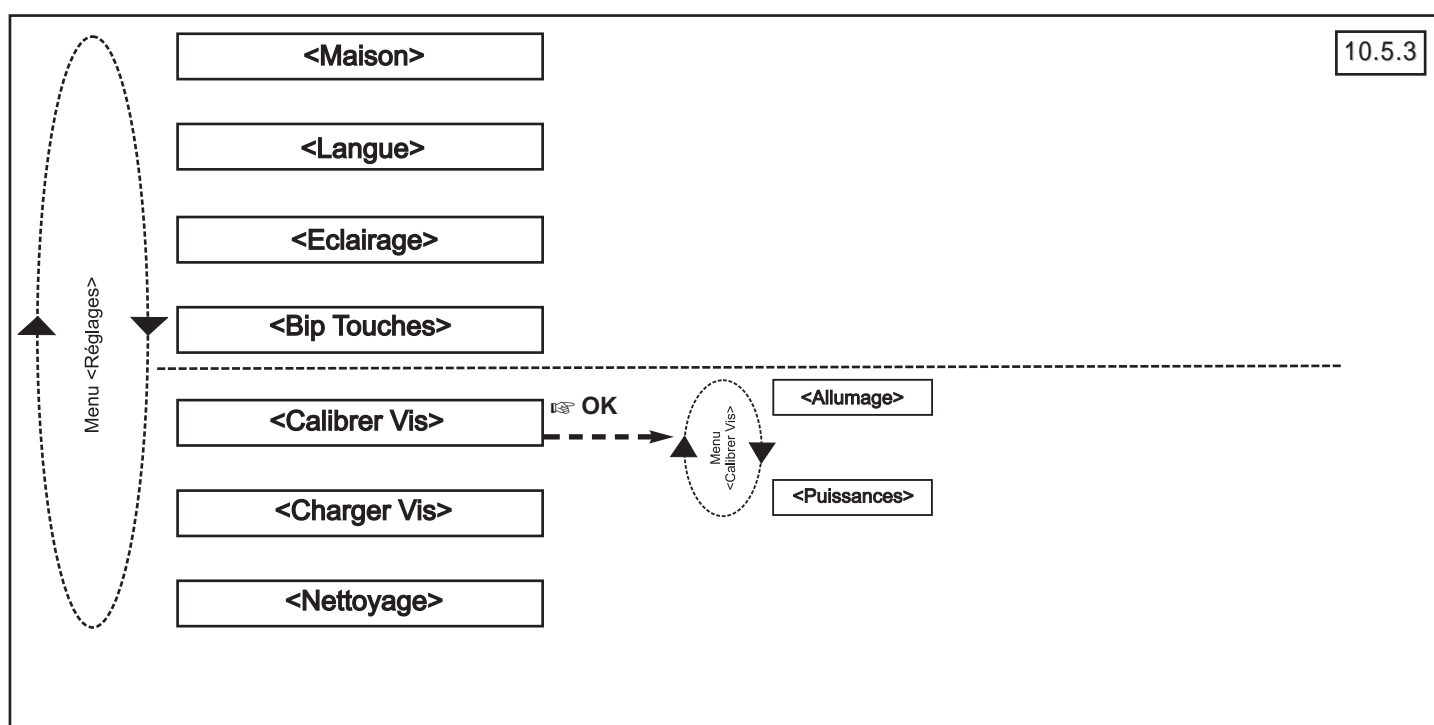 10.5.3
<Maison>
<Langue>
<Eclairage>
<Bip Touches>
Menu <Réglages>
<Calibrer Vis>
☞ OK
Menu
<Calibrer Vis>
<Allumage>
<Puissances>
<Charger Vis>
<Nettoyage>